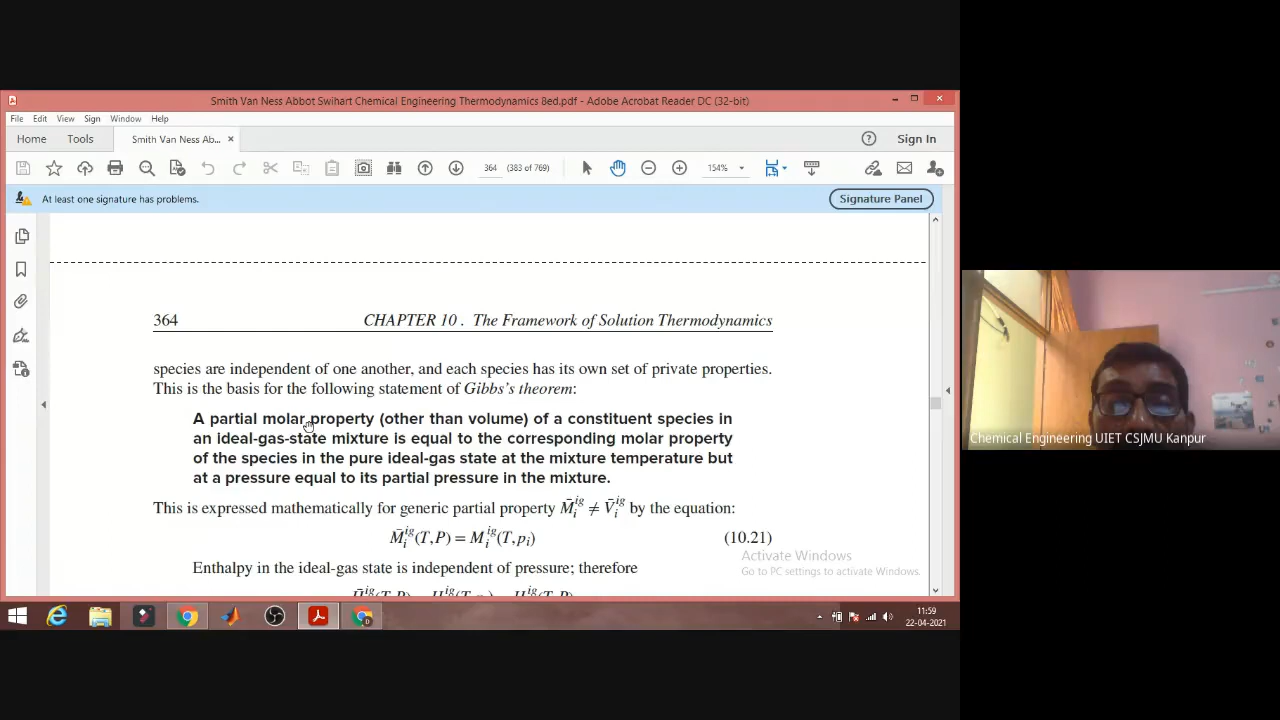 Smith Van Ness Abbot Swihart Chemical Engineering Thermodynamics 8ed.pdf - Adobe Acrobat Reader DC (32-bit)
File Edit View Sign Window Help
Home Tools Smith Van Ness Ab... × Sign In
364 (383 of 769) 154%
At least one signature has problems. Signature Panel
364 CHAPTER 10 . The Framework of Solution Thermodynamics
species are independent of one another, and each species has its own set of private properties.
This is the basis for the following statement of Gibbs's theorem:
A partial molar property (other than volume) of a constituent species in
an ideal-gas-state mixture is equal to the corresponding molar property
of the species in the pure ideal-gas state at the mixture temperature but
at a pressure equal to its partial pressure in the mixture.
This is expressed mathematically for generic partial property M̄ᵢ^ig ≠ V̄ᵢ^ig by the equation:
M̄ᵢ^ig (T, P) = Mᵢ^ig (T, pᵢ) (10.21)
Activate Windows
Go to PC settings to activate Windows.
Enthalpy in the ideal-gas state is independent of pressure; therefore
Chemical Engineering UIET CSJMU Kanpur
11:59
22-04-2021